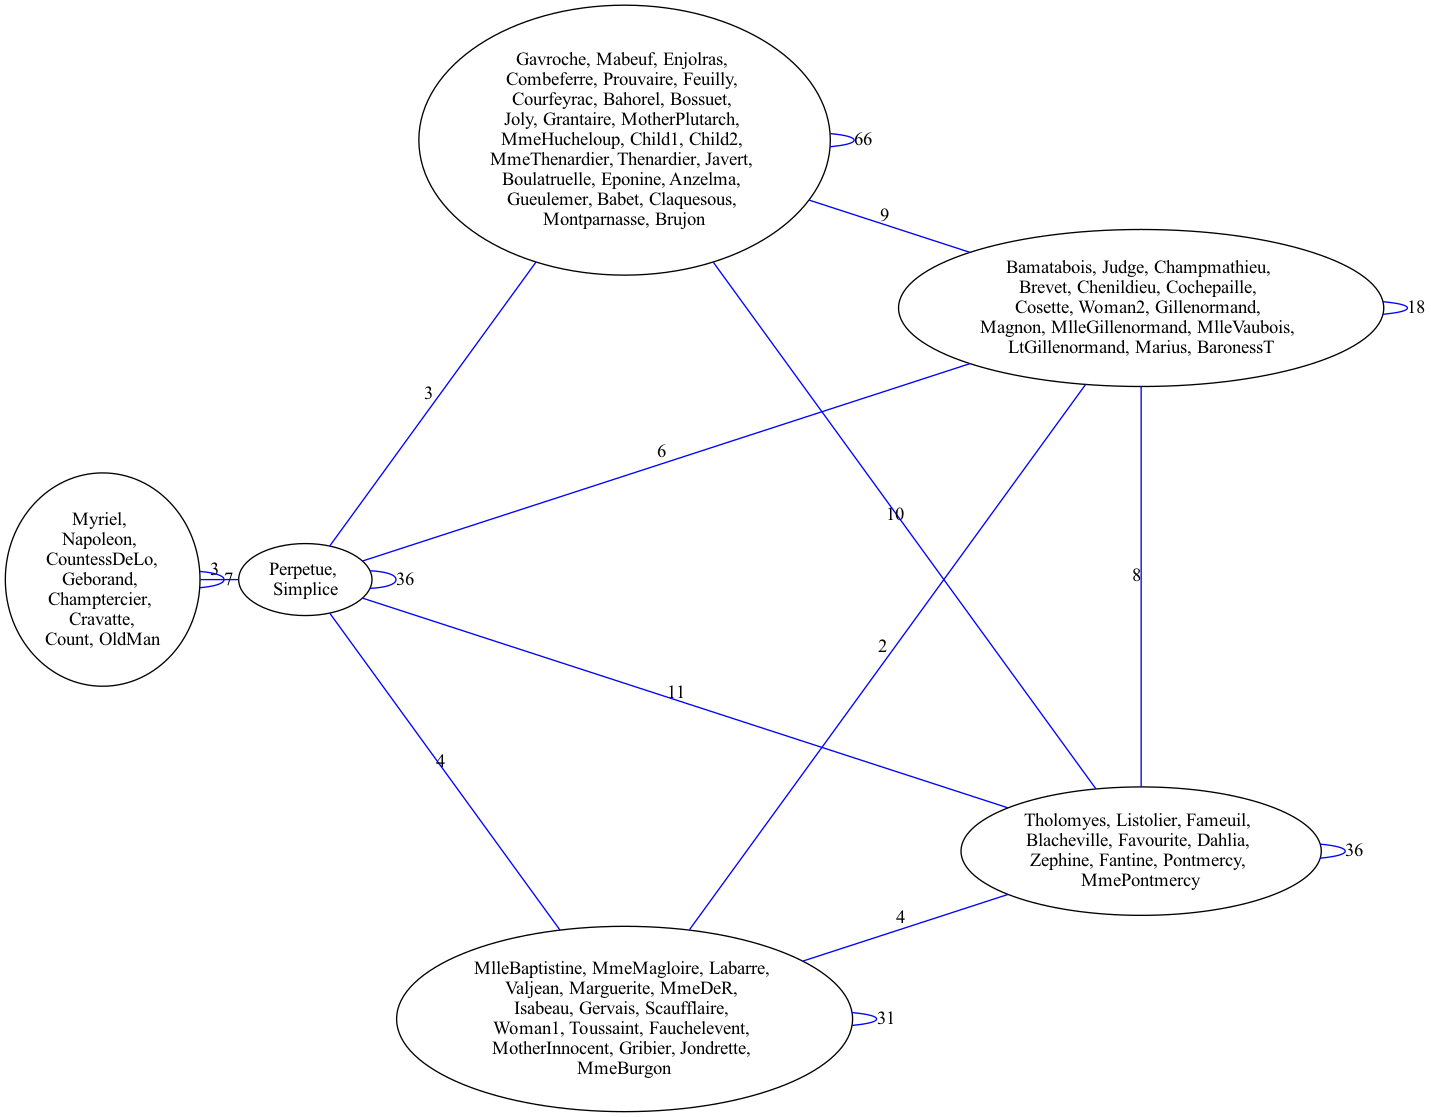 Gavroche, Mabeuf, Enjolras,
Combeferre, Prouvaire, Feuilly,
Courfeyrac, Bahorel, Bossuet,
Joly, Grantaire, MotherPlutarch,
MmeHucheloup, Child1, Child2,
MmeThenardier, Thenardier, Javert,
Boulatruelle, Eponine, Anzelma,
Gueulemer, Babet, Claquesous,
Montparnasse, Brujon
66
9
Bamatabois, Judge, Champmathieu,
Brevet, Chenildieu, Cochepaille,
Cosette, Woman2, Gillenormand,
Magnon, MlleGillenormand, MlleVaubois,
LtGillenormand, Marius, BaronessT
18
3
6
10
Myriel,
Napoleon,
CountessDeLo,
Geborand,
Champtercier,
Cravatte,
Count, OldMan
3
7
Perpetue,
Simplice
36
8
2
11
4
Tholomyes, Listolier, Fameuil,
Blacheville, Favourite, Dahlia,
Zephine, Fantine, Pontmercy,
MmePontmercy
36
4
MlleBaptistine, MmeMagloire, Labarre,
Valjean, Marguerite, MmeDeR,
Isabeau, Gervais, Scaufflaire,
Woman1, Toussaint, Fauchelevent,
MotherInnocent, Gribier, Jondrette,
MmeBurgon
31